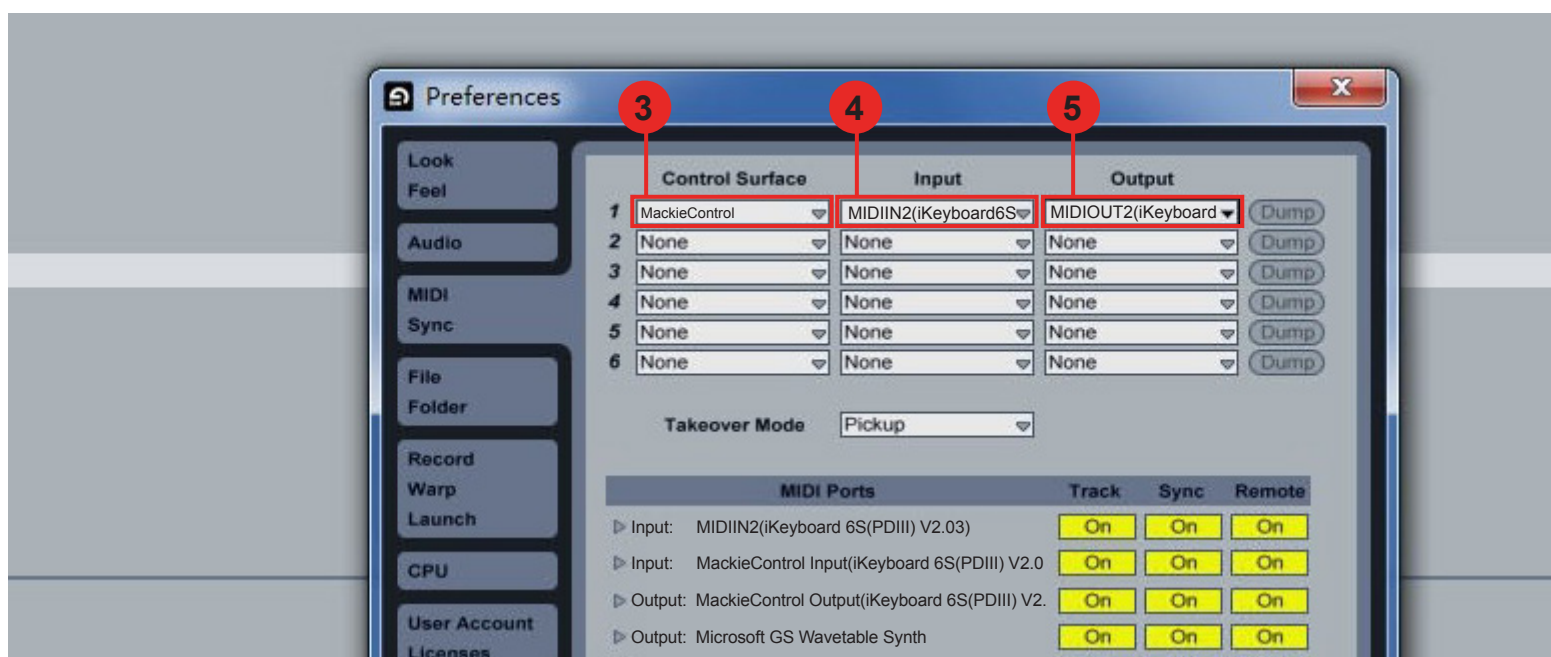 Preferences
3
4
5
X
Look
Feel
Audio
MIDI
Sync
File
Folder
Record
Warp
Launch
CPU
User Account
Licenses
Control Surface Input Output
1 MackieControl MIDIIN2(iKeyboard6S MIDIOUT2(iKeyboard Dump
2 None None None Dump
3 None None None Dump
4 None None None Dump
5 None None None Dump
6 None None None Dump
Takeover Mode Pickup
MIDI Ports Track Sync Remote
Input: MIDIIN2(iKeyboard 6S(PDIII) V2.03) On On On
Input: MackieControl Input(iKeyboard 6S(PDIII) V2.0 On On On
Output: MackieControl Output(iKeyboard 6S(PDIII) V2. On On On
Output: Microsoft GS Wavetable Synth On On On